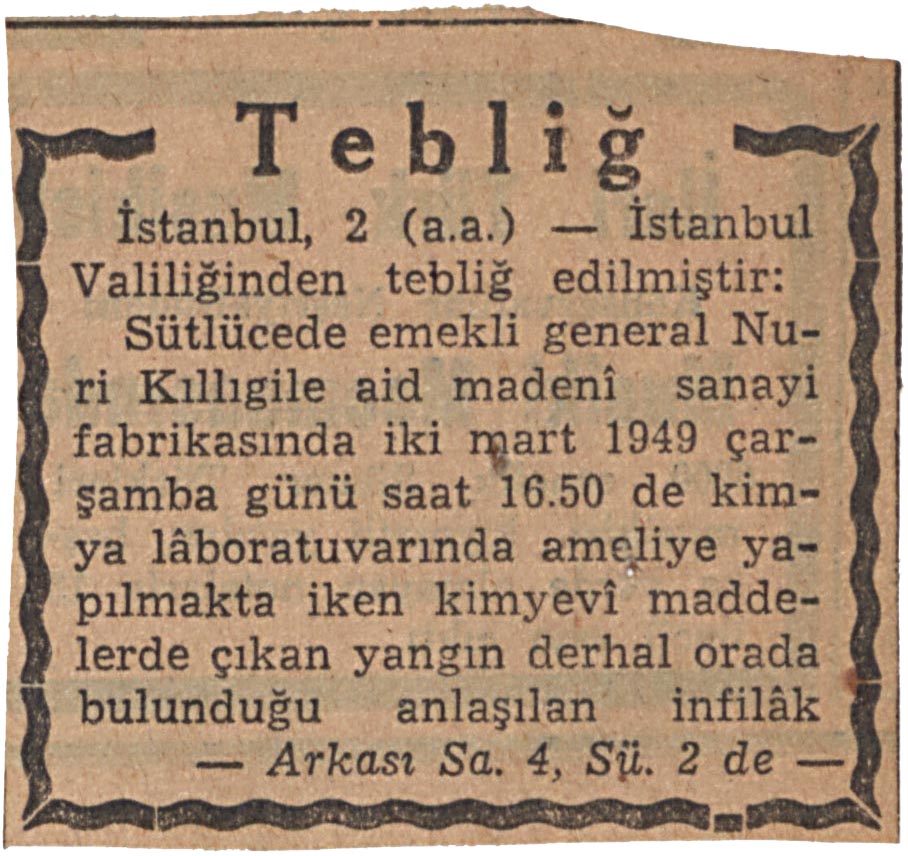 Tebliğ
İstanbul, 2 (a.a.) — İstanbul
Valiliğinden tebliğ edilmiştir:
Sütlücede emekli general Nu-
ri Kıllıgile aid madenî sanayi
fabrikasında iki mart 1949 çar-
şamba günü saat 16.50 de kim-
ya lâboratuvarında ameliye ya-
pılmakta iken kimyevî madde-
lerde çıkan yangın derhal orada
bulunduğu anlaşılan infilâk
— Arkası Sa. 4, Sü. 2 de —